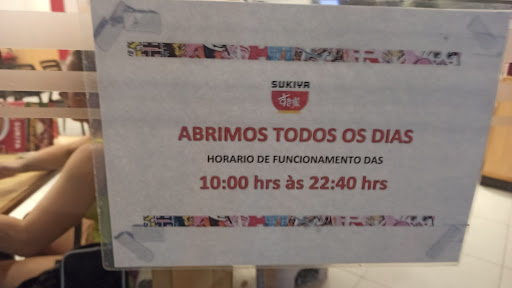 SUKIYA
すき家
ABRIMOS TODOS OS DIAS
HORARIO DE FUNCIONAMENTO DAS
10:00 hrs às 22:40 hrs